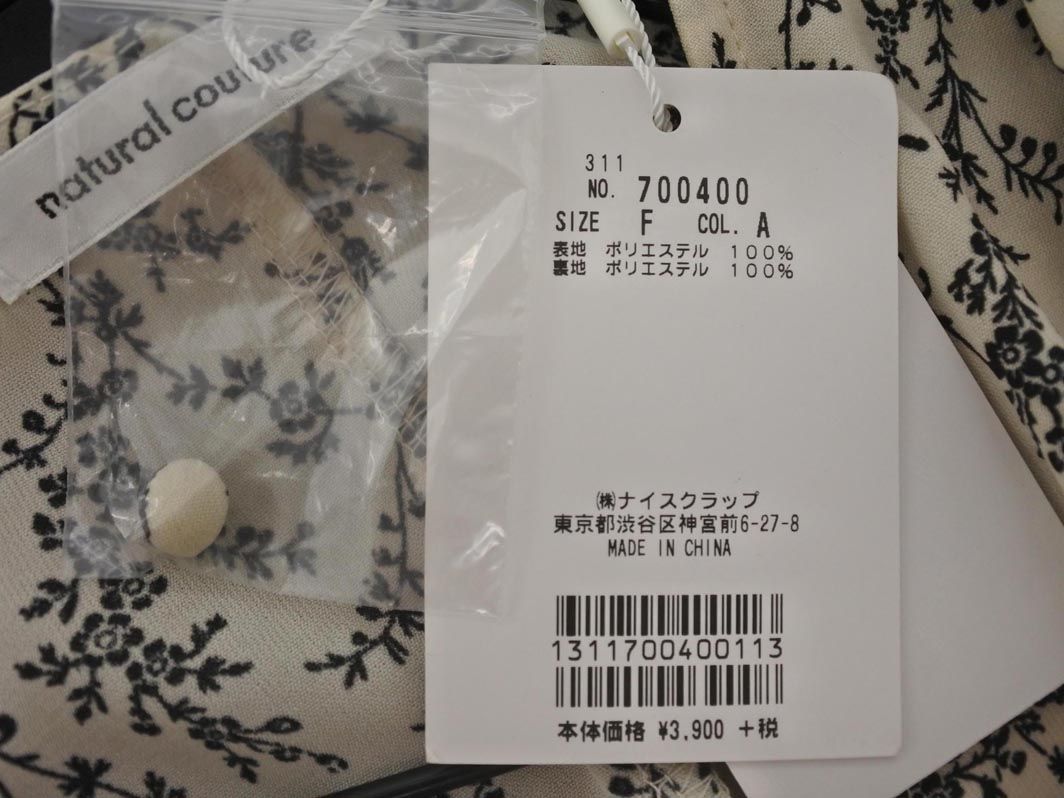 natural couture
311
NO. 700400
SIZE F COL. A
表地 ポリエステル 100%
裏地 ポリエステル 100%
㈱ナイスクラップ
東京都渋谷区神宮前6-27-8
MADE IN CHINA
1311700400113
本体価格 ¥3,900 +税